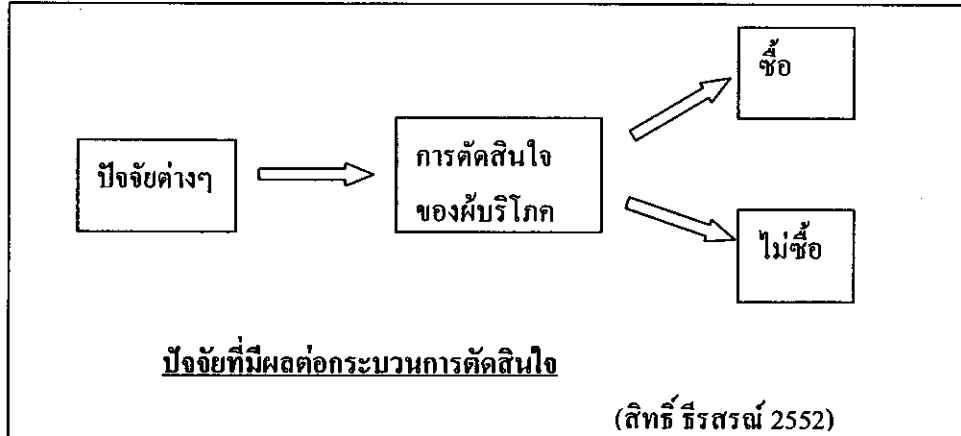 ซื้อ
ปัจจัยต่างๆ
การตัดสินใจ
ของผู้บริโภค
ไม่ซื้อ
ปัจจัยที่มีผลต่อกระบวนการตัดสินใจ
(สิทธิ์ ธีรสรณ์ 2552)